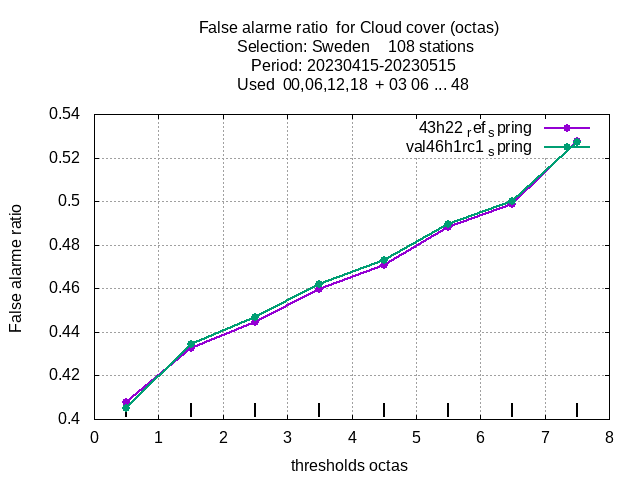 False alarme ratio  for Cloud cover (octas)
Selection: Sweden    108 stations
Period: 20230415-20230515
Used  00,06,12,18  + 03 06 ... 48
43h22 ref spring
val46h1rc1 spring
0.54
0.52
0.5
0.48
0.46
0.44
0.42
0.4
False alarme ratio
0 1 2 3 4 5 6 7 8
thresholds octas